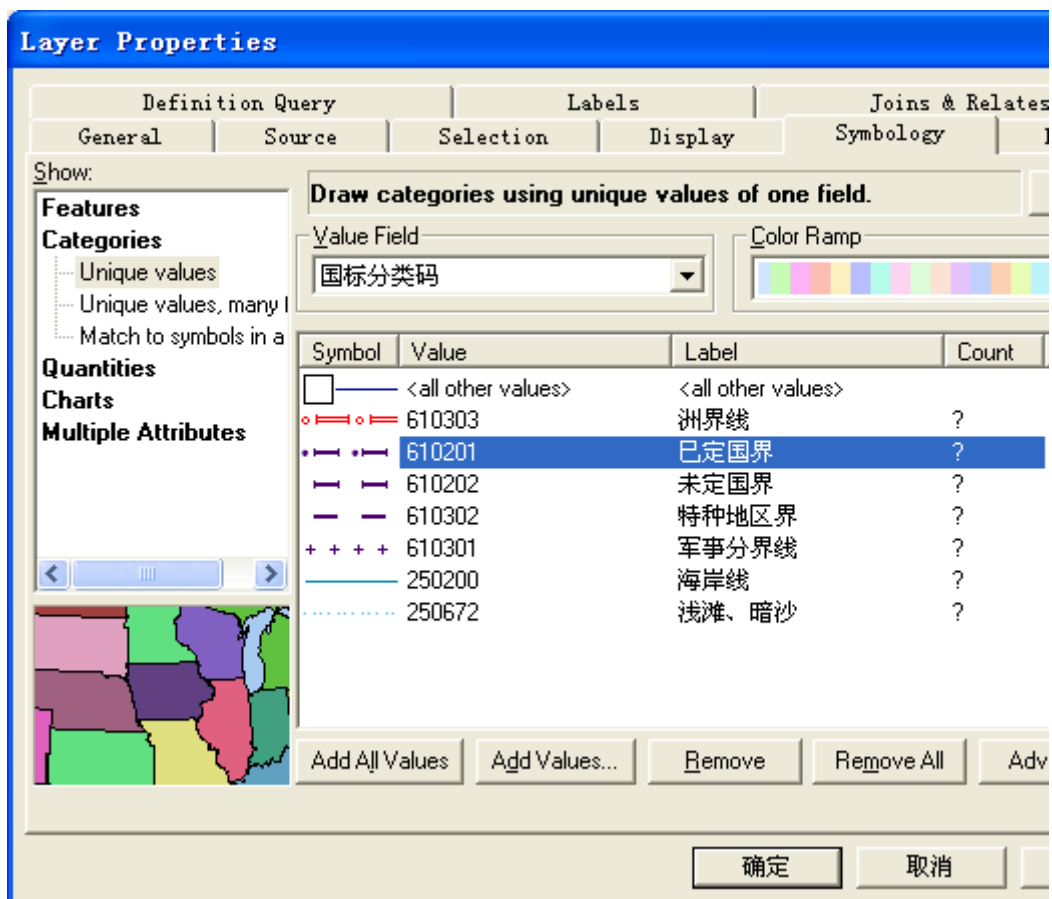 Layer Properties
Definition Query Labels Joins & Relates
General Source Selection Display Symbology
Show:
Features
Categories
Unique values
Unique values, many
Match to symbols in a
Quantities
Charts
Multiple Attributes
Draw categories using unique values of one field.
Value Field
国标分类码
Color Ramp
Symbol Value Label Count
<all other values> <all other values>
610303 洲界线 ?
610201 已定国界 ?
610202 未定国界 ?
610302 特种地区界 ?
610301 军事分界线 ?
250200 海岸线 ?
250672 浅滩、暗沙 ?
Add All Values Add Values... Remove Remove All Adv
确定 取消